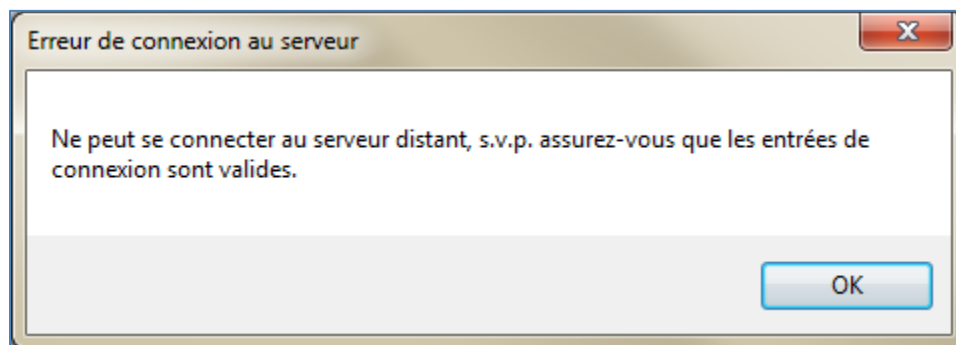 Erreur de connexion au serveur
Ne peut se connecter au serveur distant, s.v.p. assurez-vous que les entrées de
connexion sont valides.
OK